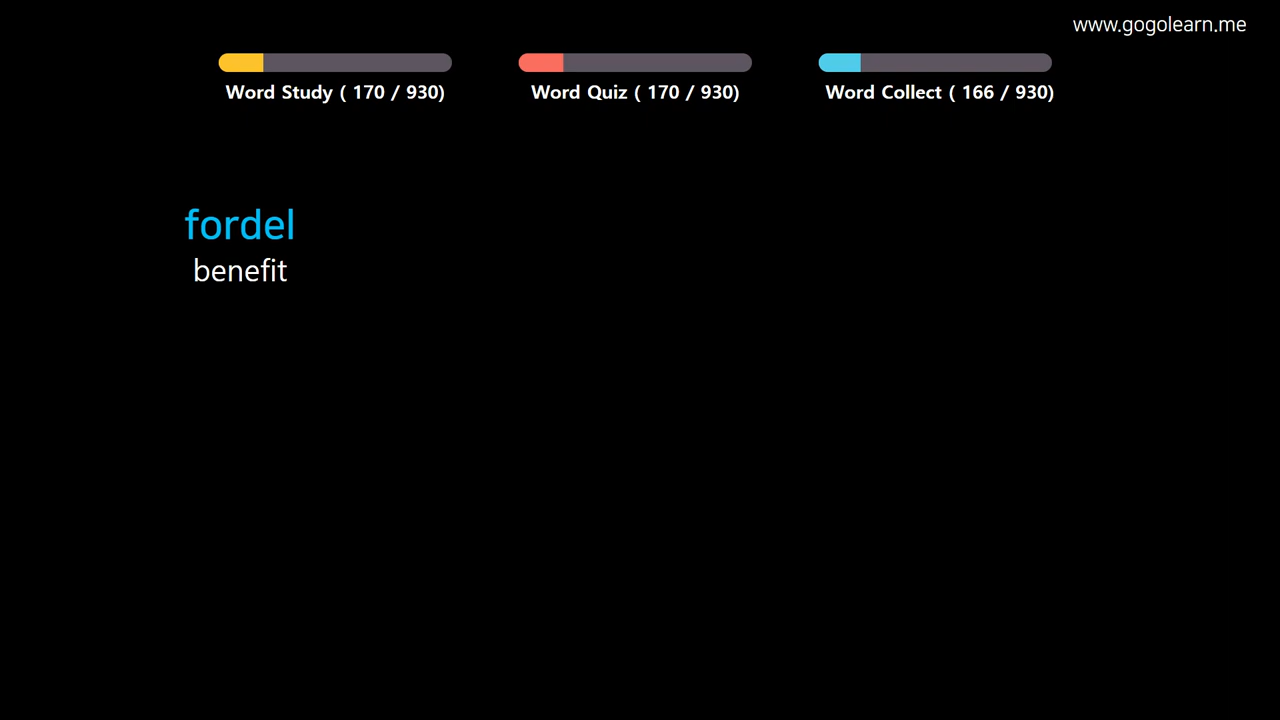 www.gogolearn.me
Word Study ( 170 / 930)
Word Quiz ( 170 / 930)
Word Collect ( 166 / 930)
fordel
benefit